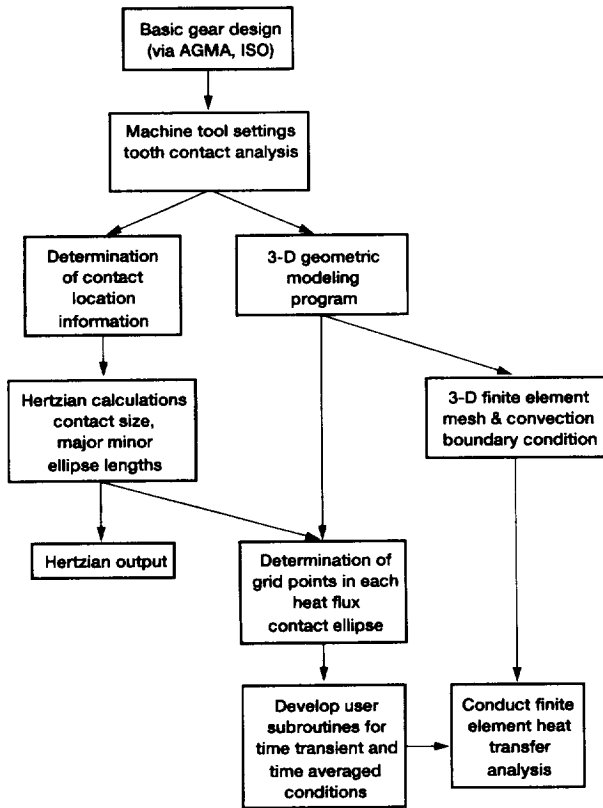 Basic gear design
(via AGMA, ISO)
Machine tool settings
tooth contact analysis
Determination
of contact
location
information
3-D geometric
modeling
program
Hertzian calculations
contact size,
major minor
ellipse lengths
3-D finite element
mesh & convection
boundary condition
Hertzian output
Determination of
grid points in each
heat flux
contact ellipse
Develop user
subroutines for
time transient and
time averaged
conditions
Conduct finite
element heat
transfer
analysis